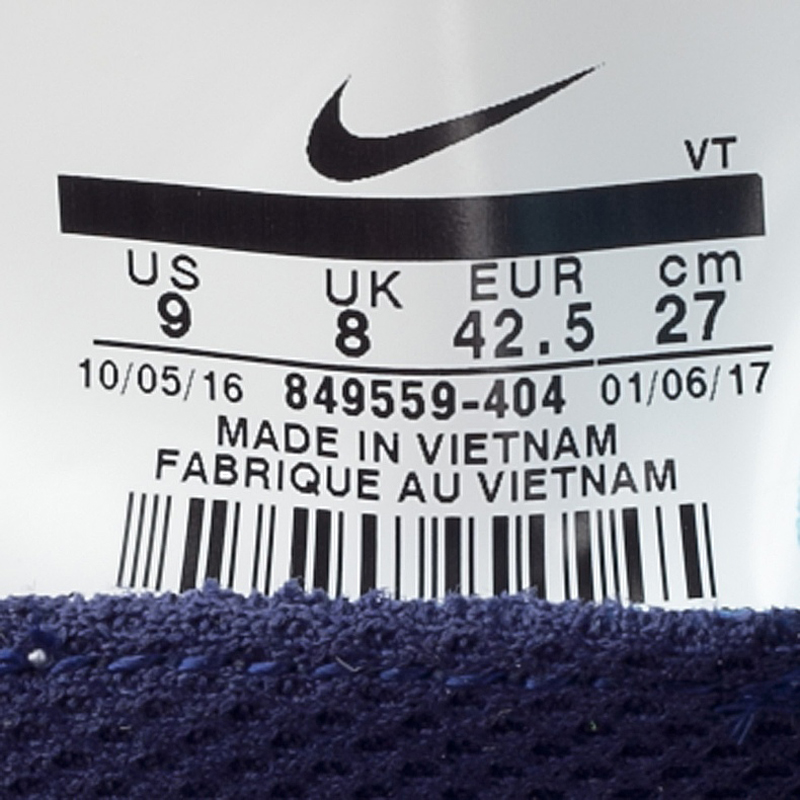 VT
US UK EUR cm
9 8 42.5 27
10/05/16 849559-404 01/06/17
MADE IN VIETNAM
FABRIQUE AU VIETNAM